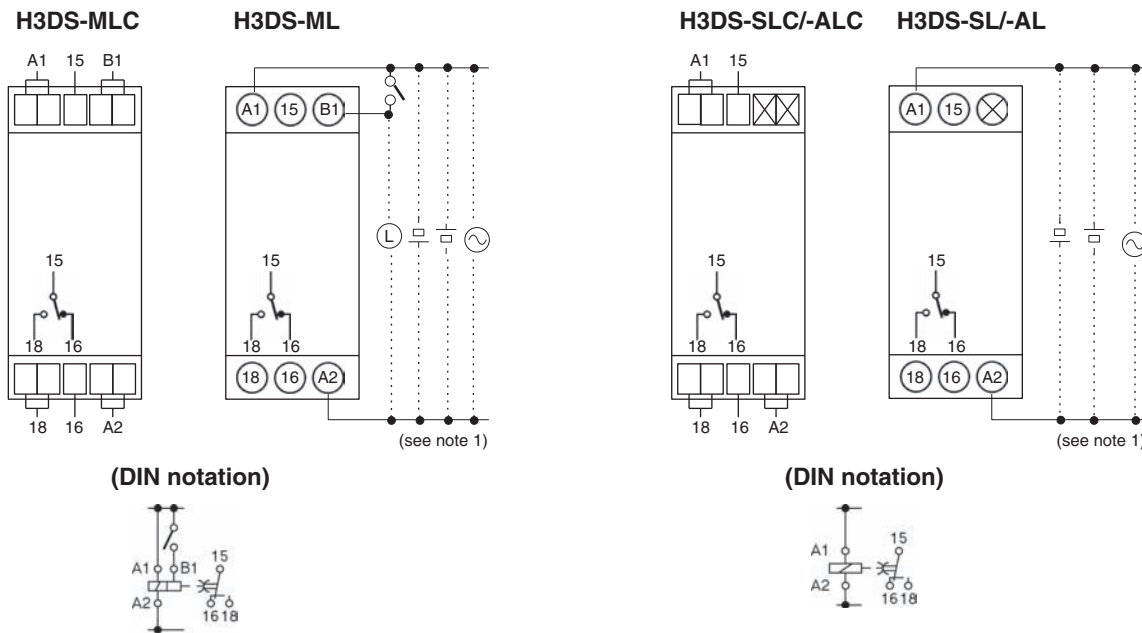 H3DS-MLC H3DS-ML H3DS-SLC/-ALC H3DS-SL/-AL
A1 15 B1
A1 15 B1
L
15
18 16
15
18 16
18 16 A2
18 16 A2
(see note 1)
A1 15
A1 15
15
18 16
15
18 16
18 16 A2
18 16 A2
(see note 1)
(DIN notation)
15
A1 B1
A2
16 18
(DIN notation)
15
A1
A2
16 18